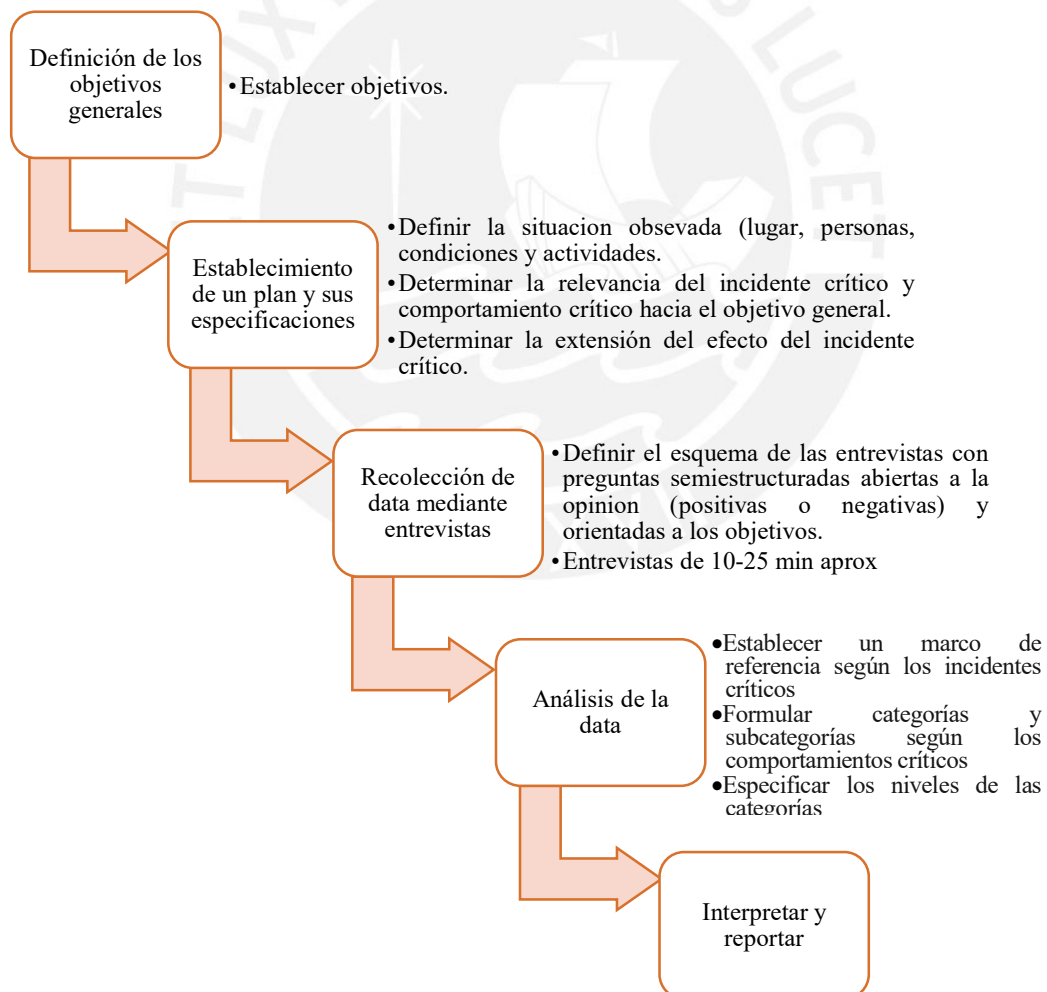 Definición de los
objetivos
generales
•Establecer objetivos.
Establecimiento
de un plan y sus
especificaciones
•Definir la situacion obsevada (lugar, personas,
condiciones y actividades.
•Determinar la relevancia del incidente crítico y
comportamiento crítico hacia el objetivo general.
•Determinar la extensión del efecto del incidente
crítico.
Recolección de
data mediante
entrevistas
•Definir el esquema de las entrevistas con
preguntas semiestructuradas abiertas a la
opinion (positivas o negativas) y
orientadas a los objetivos.
•Entrevistas de 10-25 min aprox
Análisis de la
data
•Establecer un marco de
referencia según los incidentes
críticos
•Formular categorías y
subcategorías según los
comportamientos críticos
•Especificar los niveles de las
categorías
Interpretar y
reportar
ET LUX
LUCET